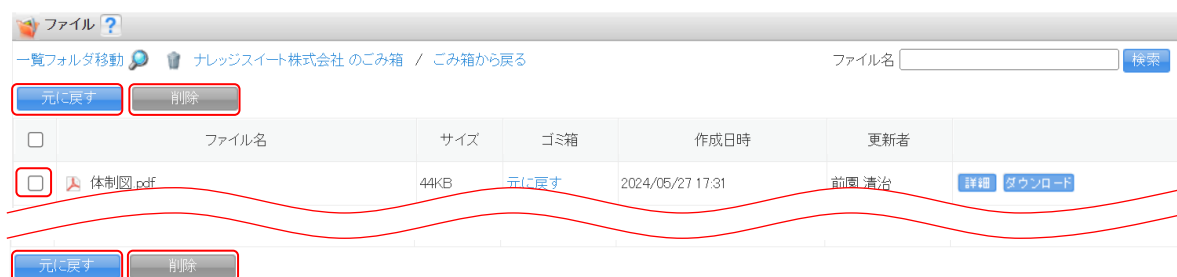 ファイル ?
一覧フォルダ移動 ナレッジスイート株式会社 のごみ箱 / ごみ箱から戻る ファイル名 検索
元に戻す 削除
ファイル名 サイズ ゴミ箱 作成日時 更新者
体制図.pdf 44KB 元に戻す 2024/05/27 17:31 前園 清治 詳細 ダウンロード
元に戻す 削除